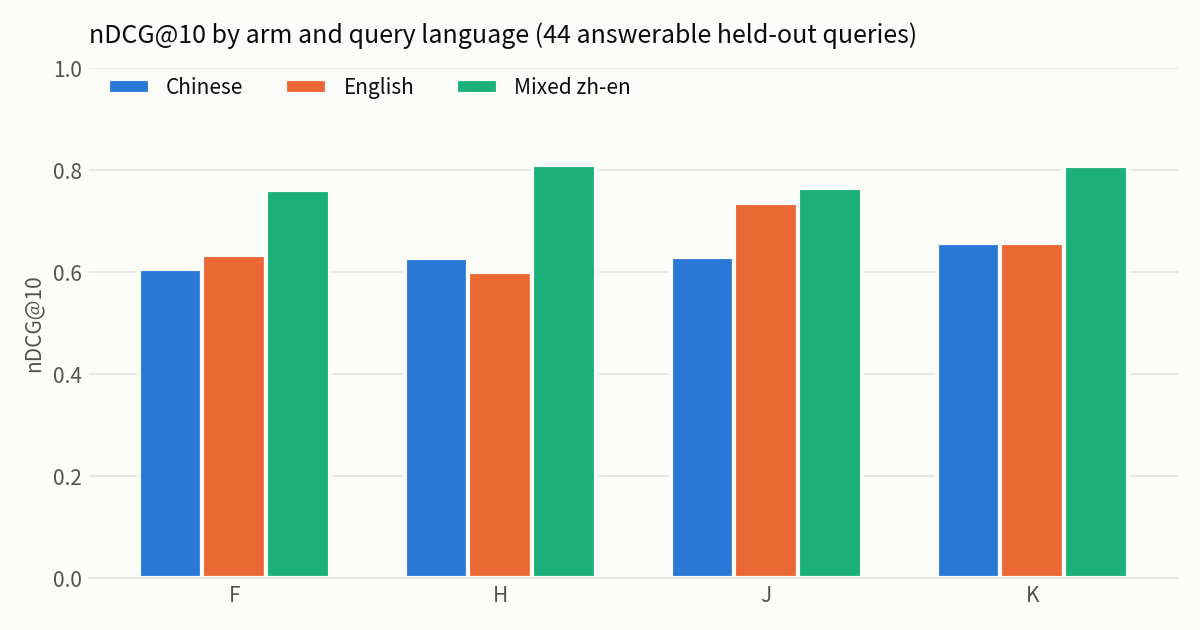 nDCG@10 by arm and query language (44 answerable held-out queries)
Chinese English Mixed zh-en
nDCG@10
1.0
0.8
0.6
0.4
0.2
0.0
F H J K